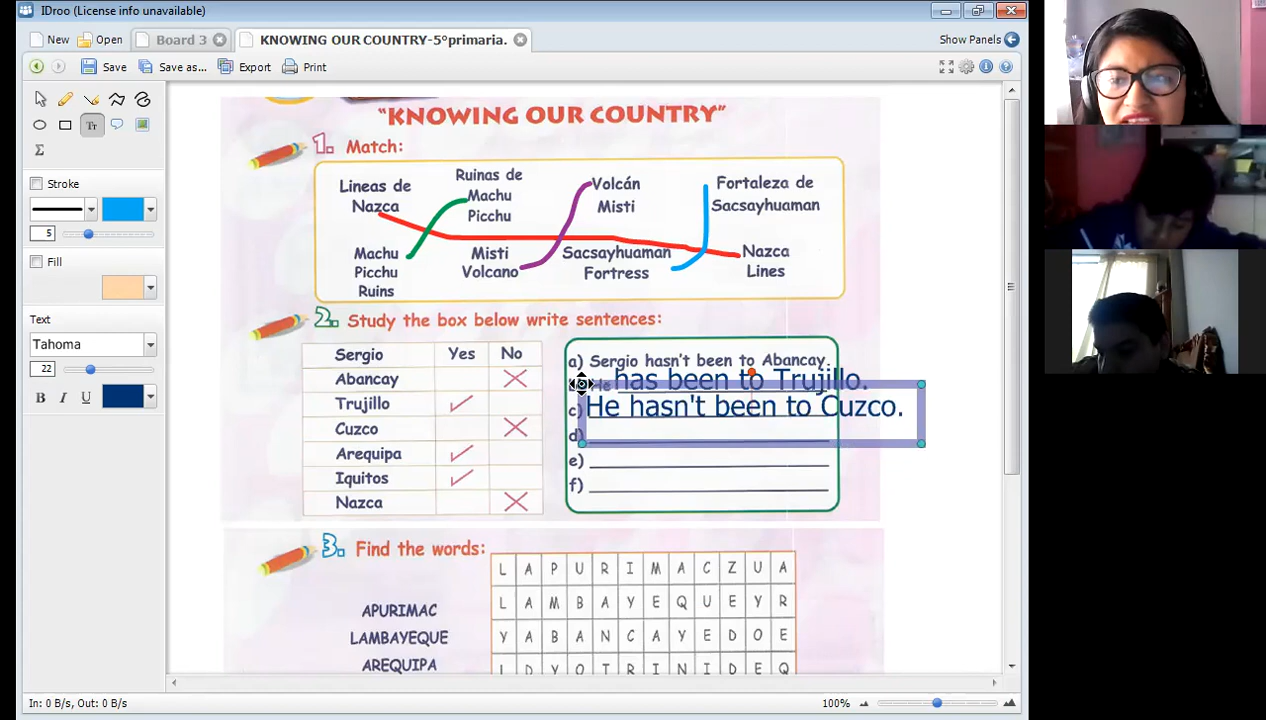 IDroo (License info unavailable)
New Open Board 3 KNOWING OUR COUNTRY-5°primaria. Show Panels
Save Save as... Export Print
Tr
Σ
Stroke
5
Fill
Text
Tahoma
22
B I U
"KNOWING OUR COUNTRY"
1. Match:
Lineas de Nazca
Ruinas de Machu Picchu
Volcán Misti
Fortaleza de Sacsayhuaman
Machu Picchu Ruins
Misti Volcano
Sacsayhuaman Fortress
Nazca Lines
2. Study the box below write sentences:
Sergio Yes No
Abancay
Trujillo
Cuzco
Arequipa
Iquitos
Nazca
a) Sergio hasn't been to Abancay.
He has been to Trujillo.
c) He hasn't been to Cuzco.
d)
e)
f)
3. Find the words:
APURIMAC
LAMBAYEQUE
AREQUIPA
L A P U R I M A C Z U A
L A M B A Y E Q U E Y R
Y A B A N C A Y E D O E
L D Y O T R I N I D E Q
In: 0 B/s, Out: 0 B/s
100%